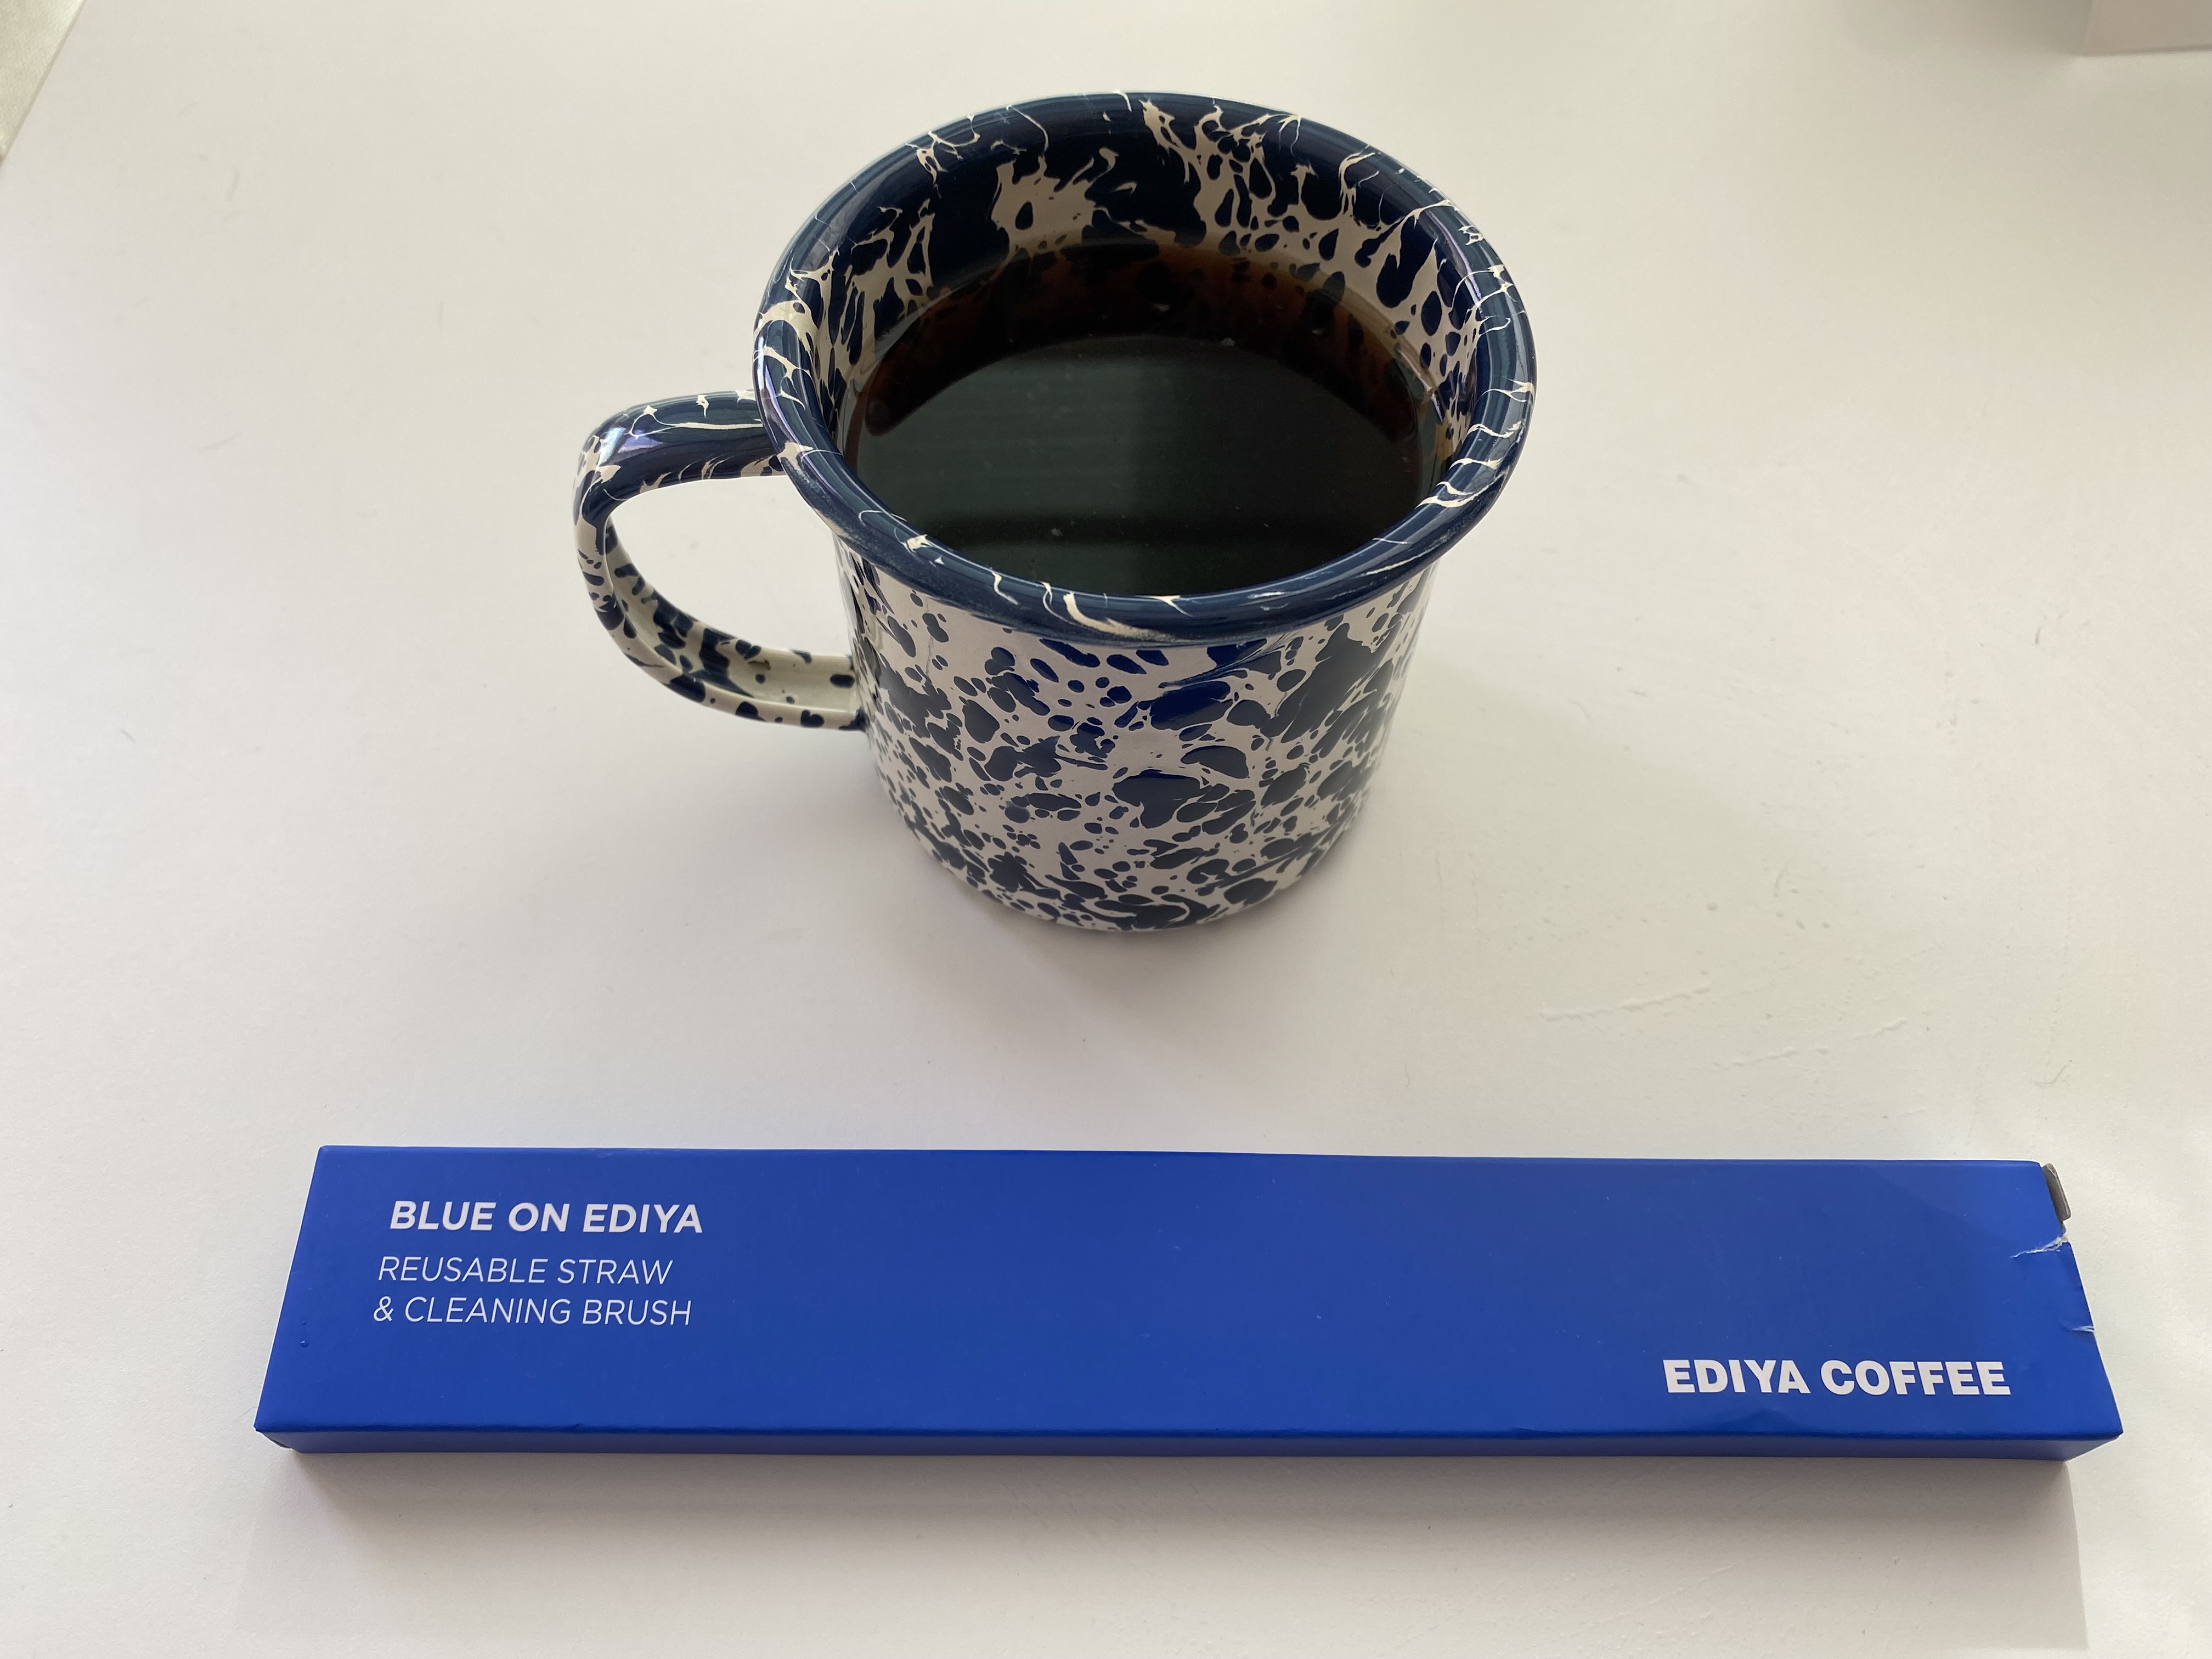 BLUE ON EDIYA
REUSABLE STRAW
& CLEANING BRUSH
EDIYA COFFEE